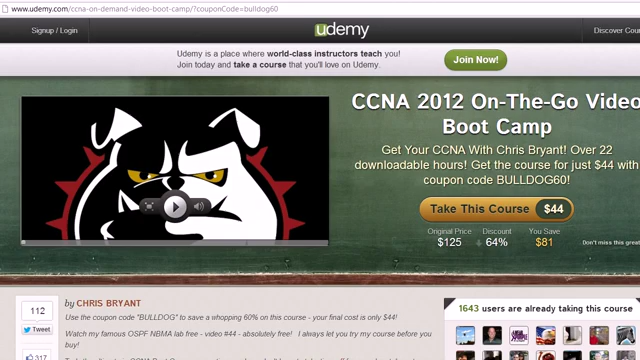 www.udemy.com/ccna-on-demand-video-boot-camp/?couponCode=bulldog60
Signup / Login
udemy
Discover Cour
Udemy is a place where world-class instructors teach you!
Join today and take a course that you'll love on Udemy.
Join Now!
CCNA 2012 On-The-Go Video
Boot Camp
Get Your CCNA With Chris Bryant! Over 22
downloadable hours! Get the course for just $44 with
coupon code BULLDOG60!
Take This Course $44
Original Price Discount You Save
$125 64% $81
Don't miss this great
112
Tweet
317
by CHRIS BRYANT
Use the coupon code "BULLDOG" to save a whopping 60% on this course - your final cost is only $44!
Watch my famous OSPF NBMA lab free - video #44 - absolutely free! I always let you try my course before you
buy!
1643 users are already taking this course